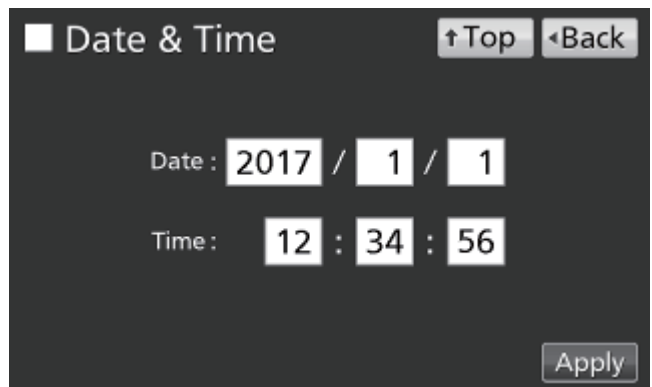 Date & Time
↑Top
◂Back
Date : 2017 / 1 / 1
Time : 12 : 34 : 56
Apply